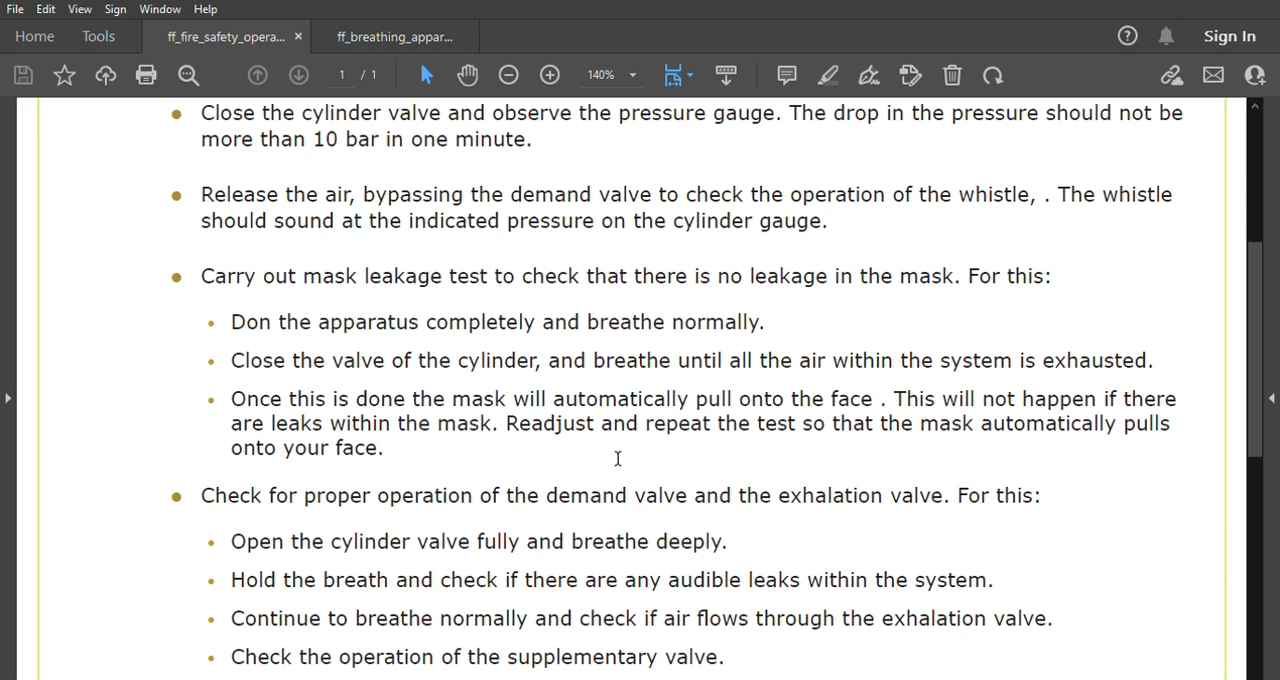 File Edit View Sign Window Help
Home Tools ff_fire_safety_opera... × ff_breathing_appar... Sign In
1 / 1 140%
Close the cylinder valve and observe the pressure gauge. The drop in the pressure should not be
more than 10 bar in one minute.
Release the air, bypassing the demand valve to check the operation of the whistle, . The whistle
should sound at the indicated pressure on the cylinder gauge.
Carry out mask leakage test to check that there is no leakage in the mask. For this:
Don the apparatus completely and breathe normally.
Close the valve of the cylinder, and breathe until all the air within the system is exhausted.
Once this is done the mask will automatically pull onto the face . This will not happen if there
are leaks within the mask. Readjust and repeat the test so that the mask automatically pulls
onto your face.
Check for proper operation of the demand valve and the exhalation valve. For this:
Open the cylinder valve fully and breathe deeply.
Hold the breath and check if there are any audible leaks within the system.
Continue to breathe normally and check if air flows through the exhalation valve.
Check the operation of the supplementary valve.